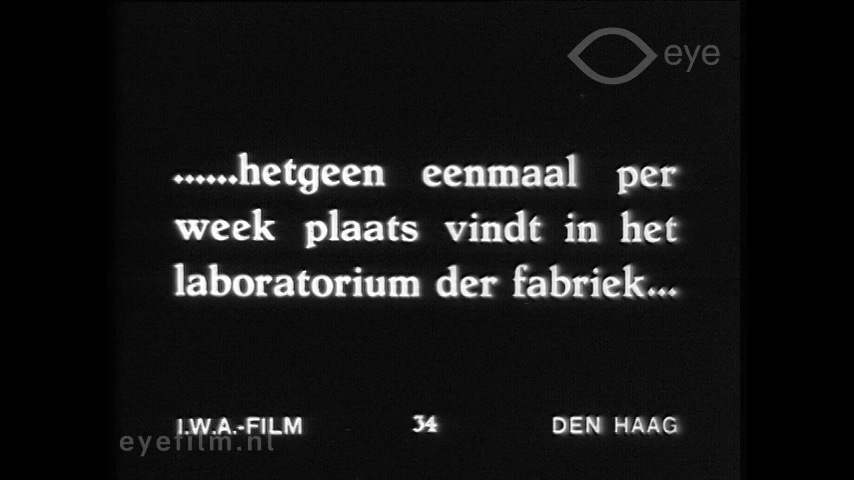 eye
......hetgeen eenmaal per
week plaats vindt in het
laboratorium der fabriek...
I.W.A.-FILM 34 DEN HAAG
eyefilm.nl